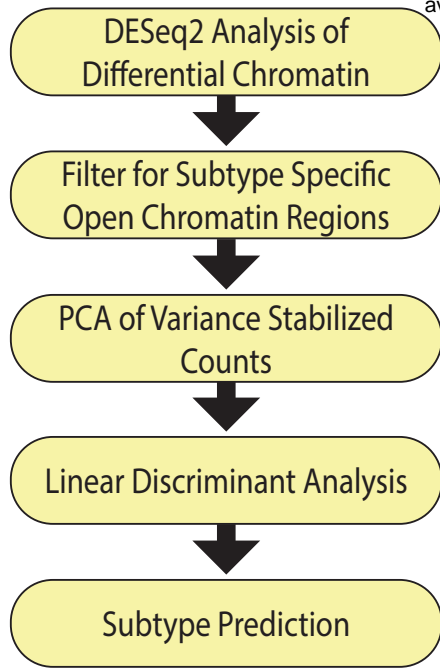 DESeq2 Analysis of
Differential Chromatin
Filter for Subtype Specific
Open Chromatin Regions
PCA of Variance Stabilized
Counts
Linear Discriminant Analysis
Subtype Prediction